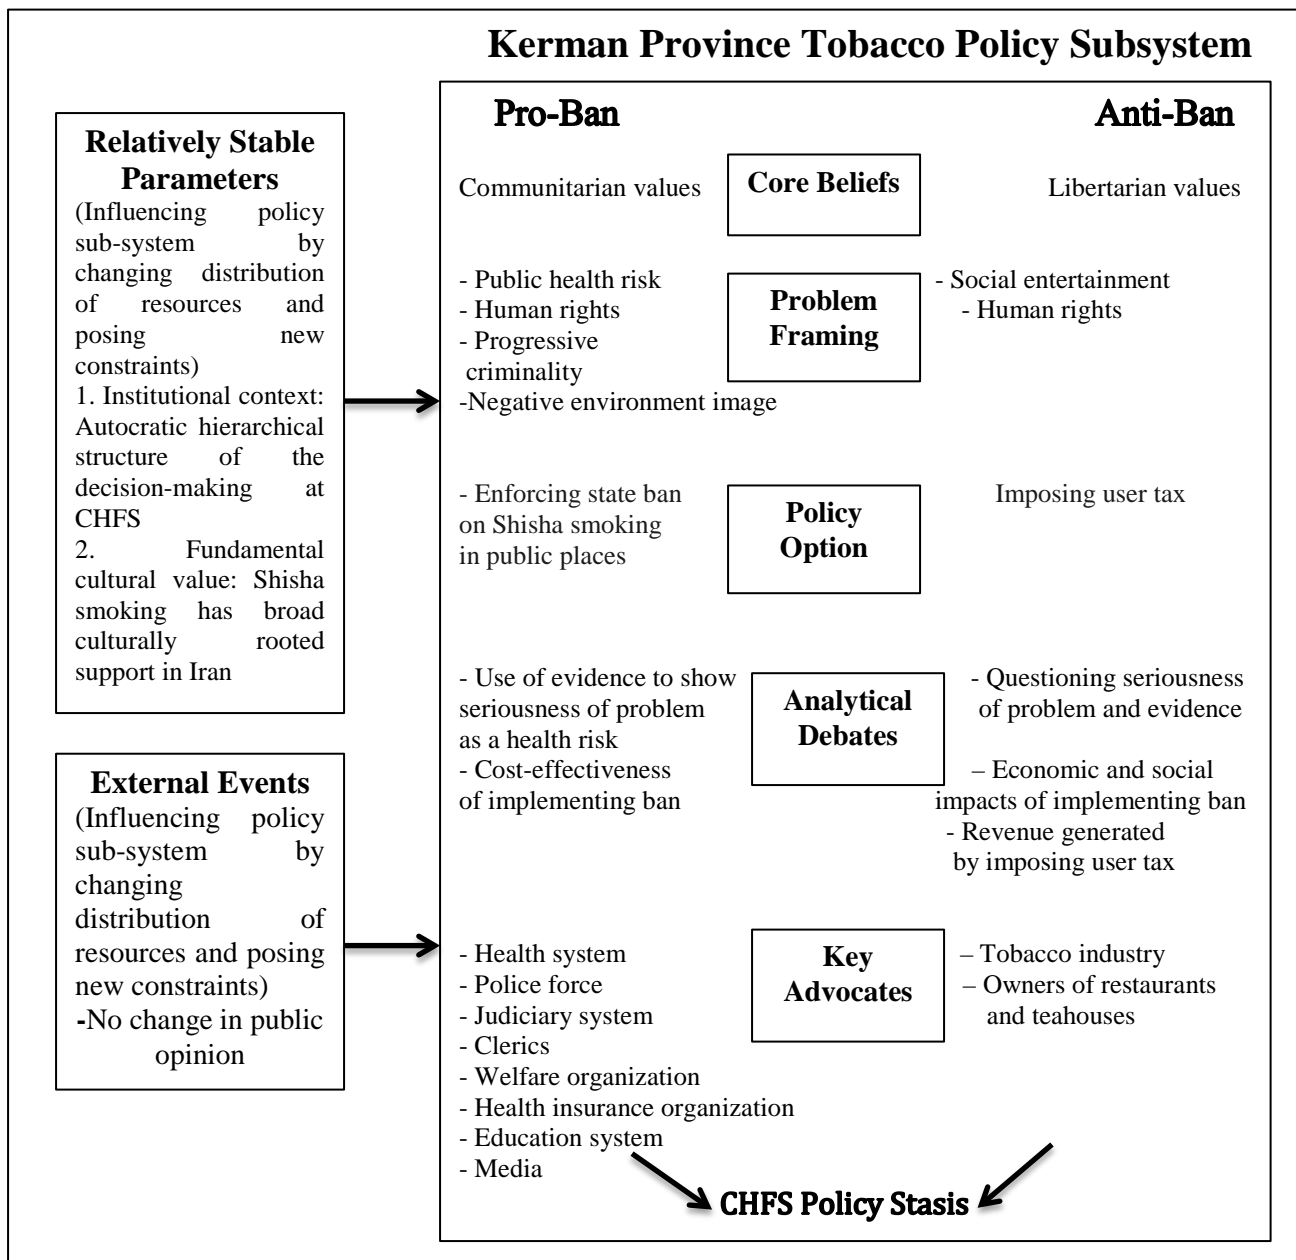 Kerman Province Tobacco Policy Subsystem
Relatively Stable
Parameters
(Influencing policy
sub-system by
changing distribution
of resources and
posing new
constraints)
1. Institutional context:
Autocratic hierarchical
structure of the
decision-making at
CHFS
2. Fundamental
cultural value: Shisha
smoking has broad
culturally rooted
support in Iran
External Events
(Influencing policy
sub-system by
changing
distribution of
resources and posing
new constraints)
-No change in public
opinion
Pro-Ban
Anti-Ban
Communitarian values
Core Beliefs
Libertarian values
- Public health risk
- Human rights
- Progressive
criminality
-Negative environment image
Problem
Framing
- Social entertainment
- Human rights
- Enforcing state ban
on Shisha smoking
in public places
Policy
Option
Imposing user tax
- Use of evidence to show
seriousness of problem
as a health risk
- Cost-effectiveness
of implementing ban
Analytical
Debates
- Questioning seriousness
of problem and evidence
– Economic and social
impacts of implementing ban
- Revenue generated
by imposing user tax
- Health system
- Police force
- Judiciary system
- Clerics
- Welfare organization
- Health insurance organization
- Education system
- Media
Key
Advocates
– Tobacco industry
– Owners of restaurants
and teahouses
CHFS Policy Stasis